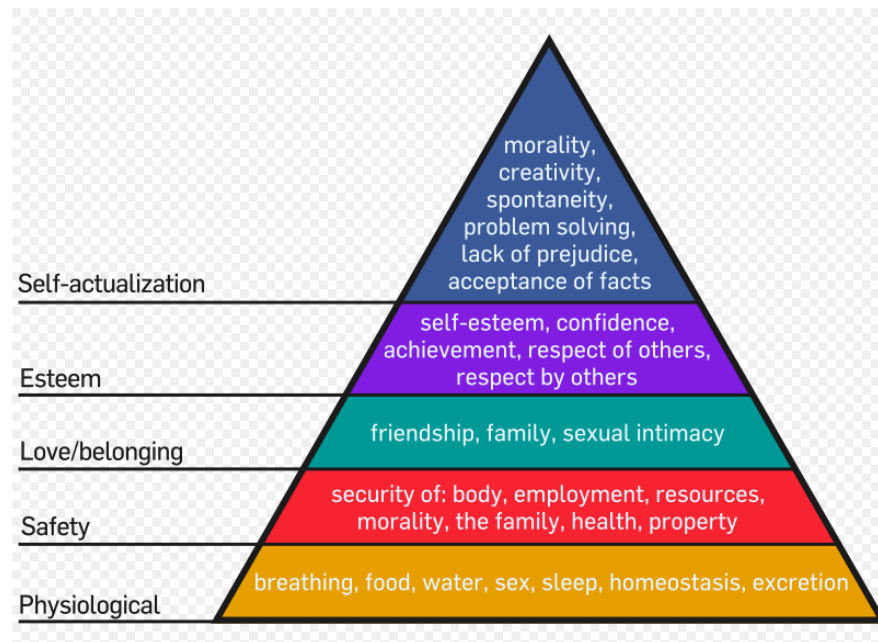 morality,
creativity,
spontaneity,
problem solving,
lack of prejudice,
acceptance of facts
Self-actualization
self-esteem, confidence,
achievement, respect of others,
respect by others
Esteem
friendship, family, sexual intimacy
Love/belonging
security of: body, employment, resources,
morality, the family, health, property
Safety
breathing, food, water, sex, sleep, homeostasis, excretion
Physiological